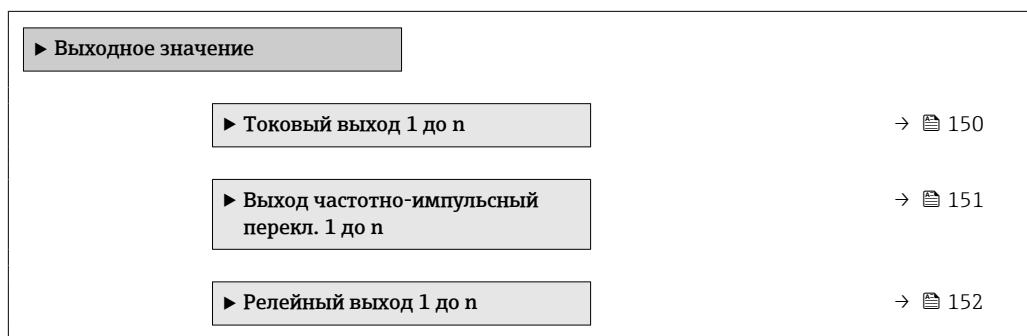 ▶ Выходное значение
▶ Токовый выход 1 до n → 150
▶ Выход частотно-импульсный
перекл. 1 до n → 151
▶ Релейный выход 1 до n → 152